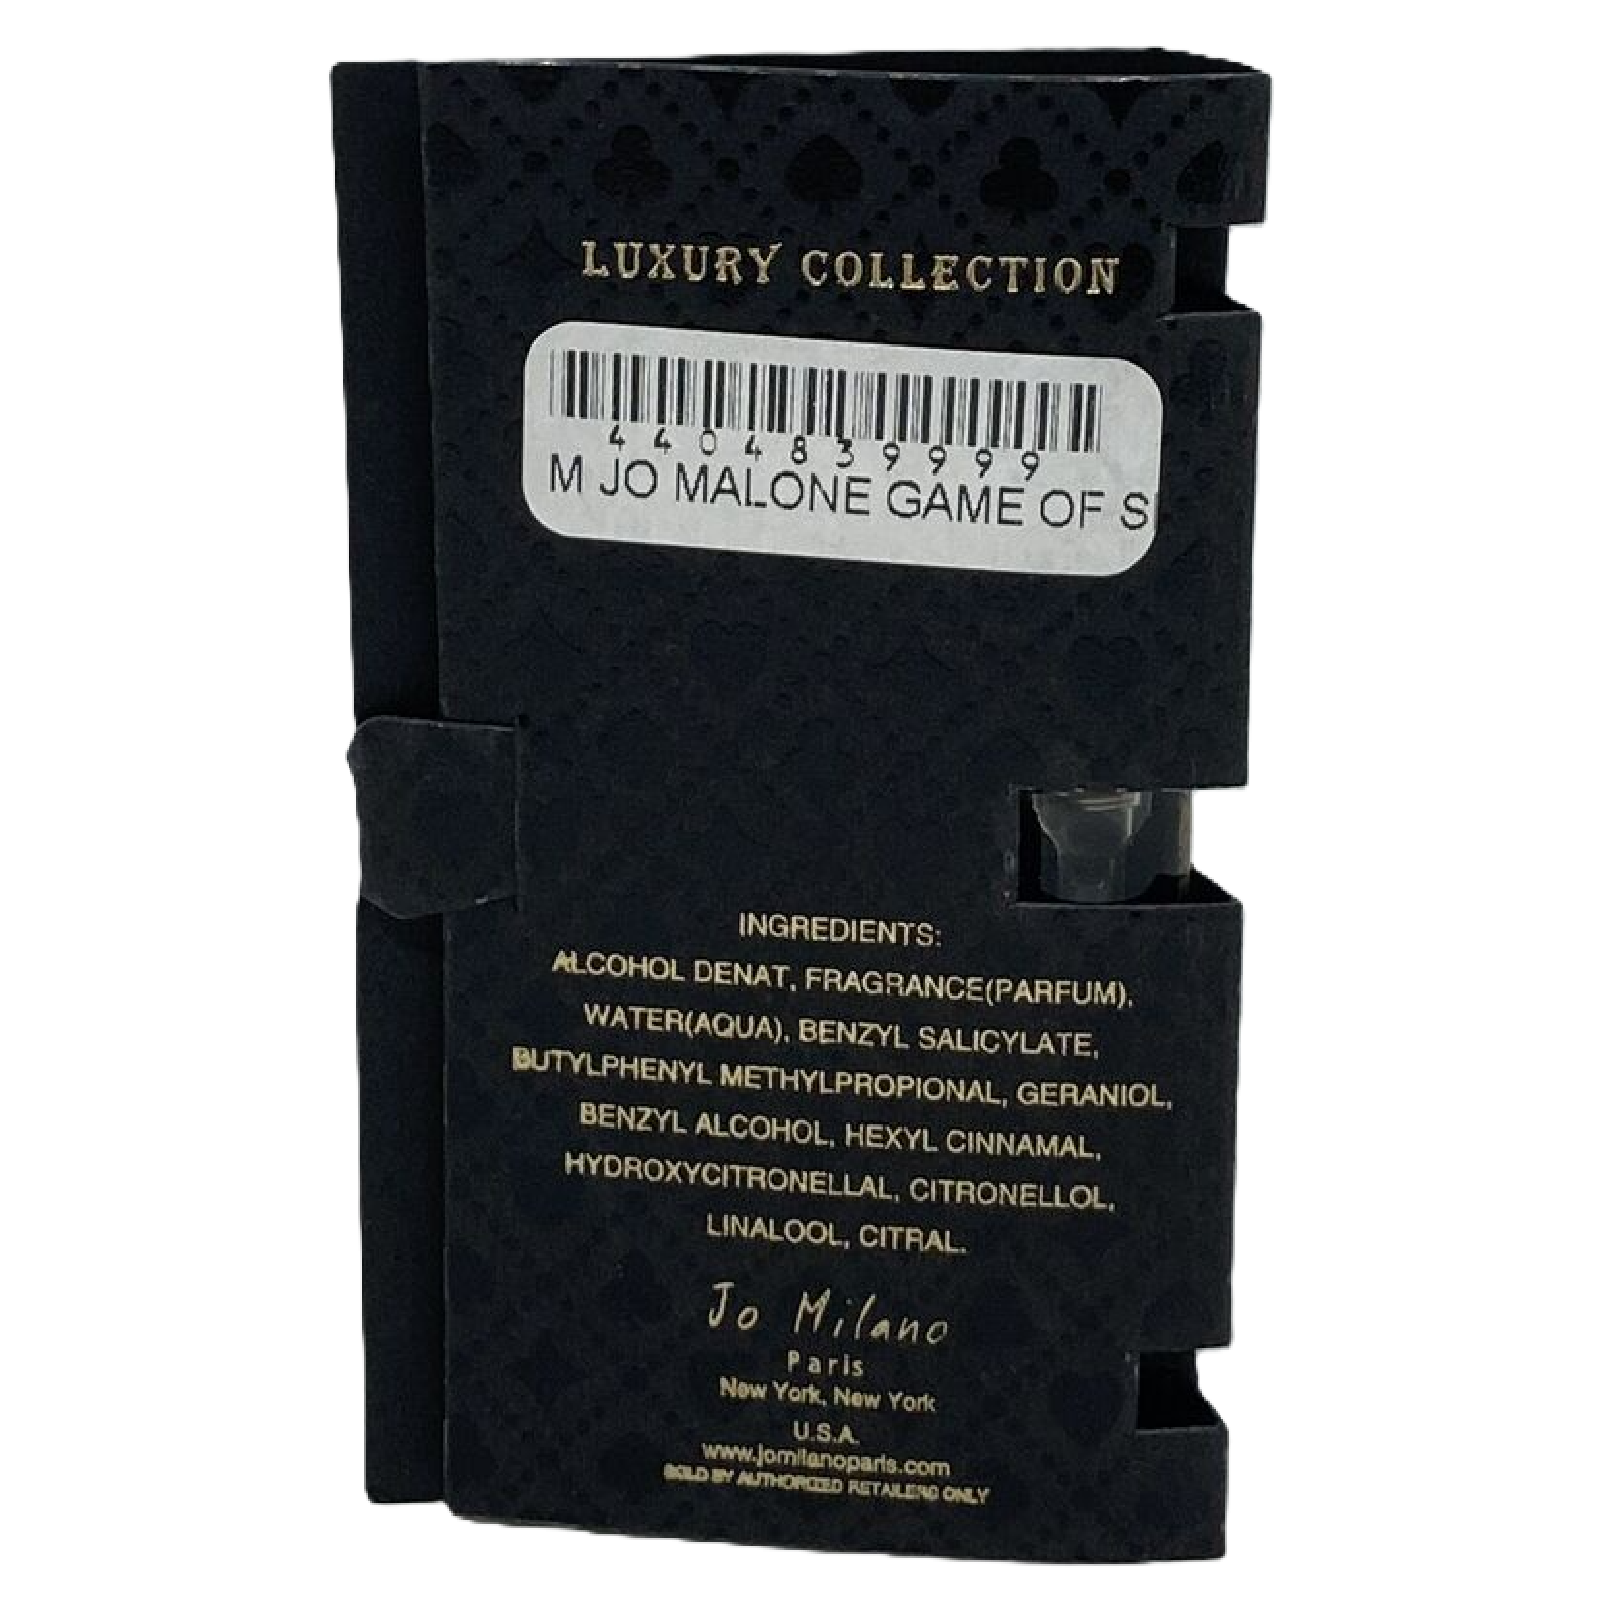 LUXURY COLLECTION
4404839999
M JO MALONE GAME OF S
INGREDIENTS:
ALCOHOL DENAT, FRAGRANCE(PARFUM),
WATER(AQUA), BENZYL SALICYLATE,
BUTYLPHENYL METHYLPROPIONAL, GERANIOL,
BENZYL ALCOHOL, HEXYL CINNAMAL,
HYDROXYCITRONELLAL, CITRONELLOL,
LINALOOL, CITRAL.
Jo Milano
Paris
New York, New York
U.S.A.
www.jomilanoparis.com
SOLD BY AUTHORIZED RETAILERS ONLY